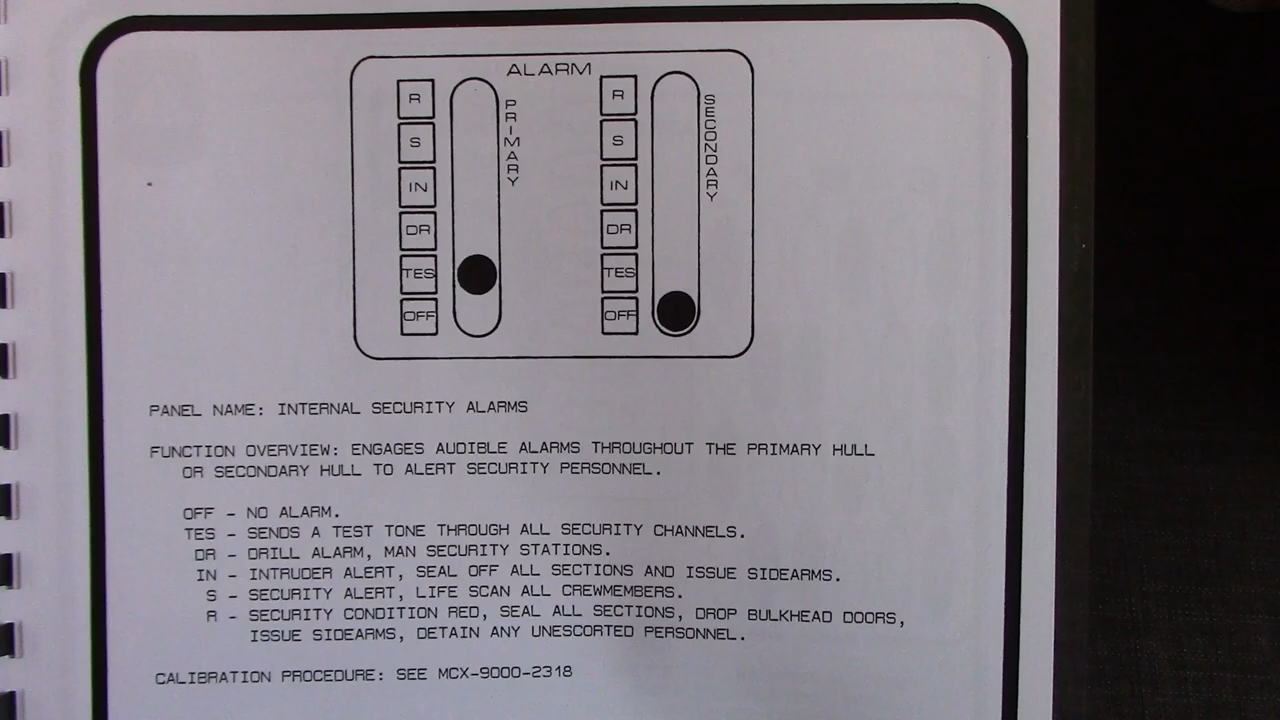 ALARM
R
S
IN
DR
TES
OFF
PRIMARY
R
S
IN
DR
TES
OFF
SECONDARY
PANEL NAME: INTERNAL SECURITY ALARMS
FUNCTION OVERVIEW: ENGAGES AUDIBLE ALARMS THROUGHOUT THE PRIMARY HULL
OR SECONDARY HULL TO ALERT SECURITY PERSONNEL.
OFF - NO ALARM.
TES - SENDS A TEST TONE THROUGH ALL SECURITY CHANNELS.
DR - DRILL ALARM, MAN SECURITY STATIONS.
IN - INTRUDER ALERT, SEAL OFF ALL SECTIONS AND ISSUE SIDEARMS.
S - SECURITY ALERT, LIFE SCAN ALL CREWMEMBERS.
R - SECURITY CONDITION RED, SEAL ALL SECTIONS, DROP BULKHEAD DOORS,
ISSUE SIDEARMS, DETAIN ANY UNESCORTED PERSONNEL.
CALIBRATION PROCEDURE: SEE MCX-9000-2318